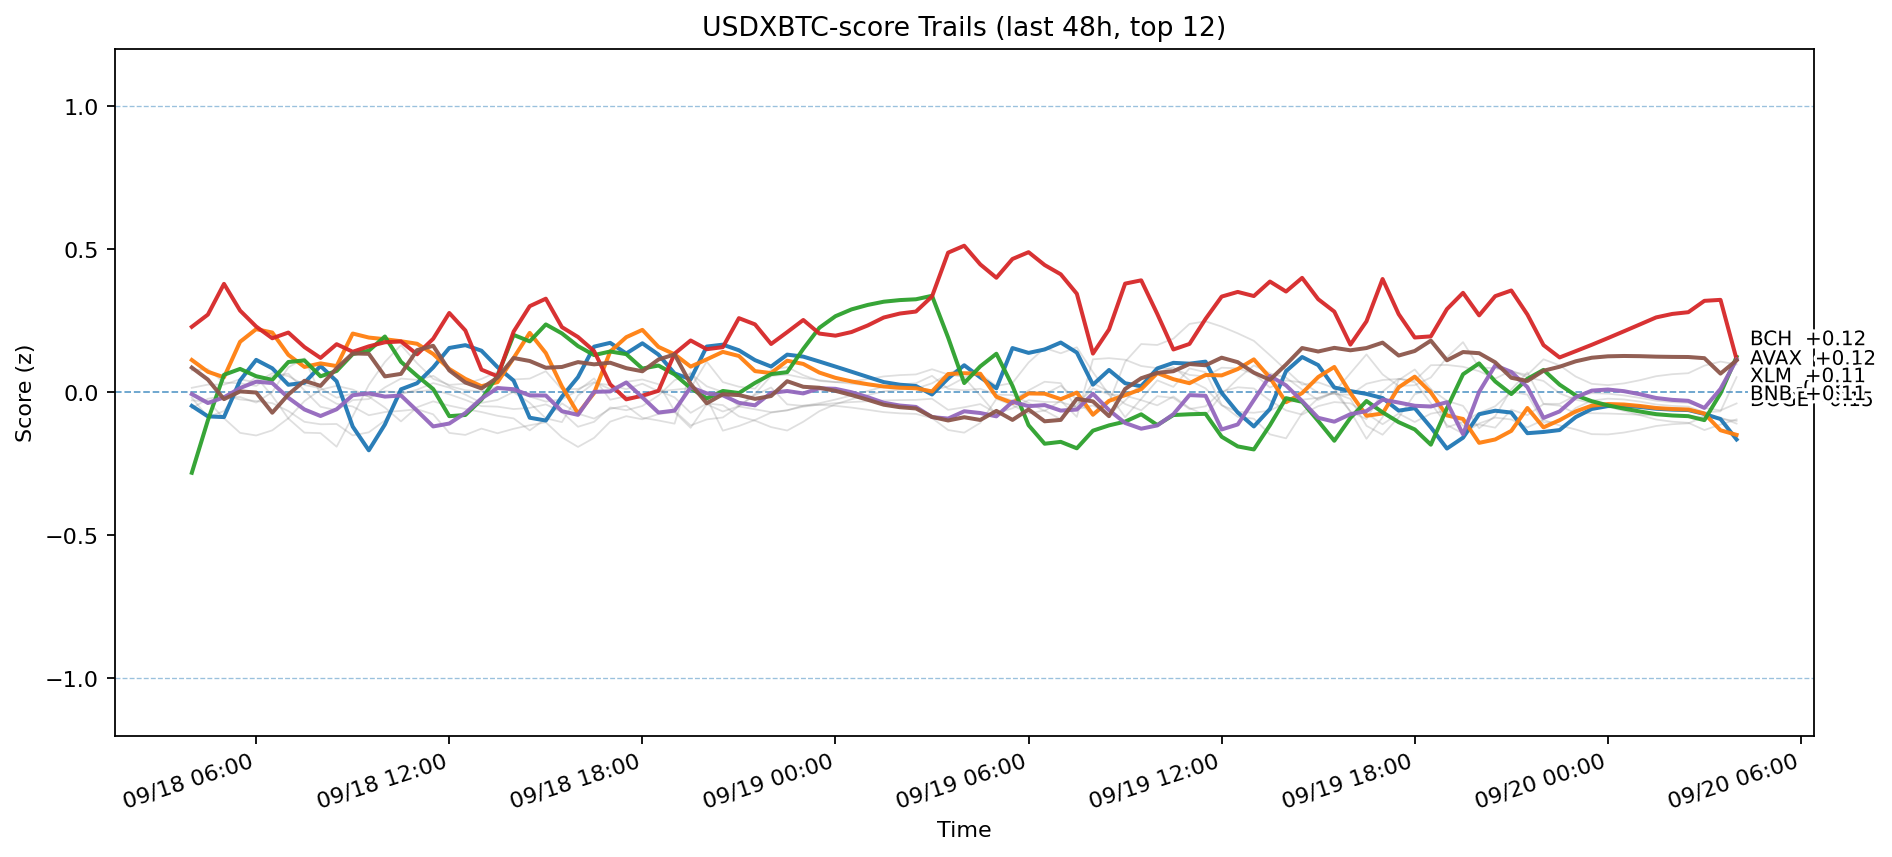 USDXBTC-score Trails (last 48h, top 12)
Score (z)
1.0
0.5
0.0
−0.5
−1.0
BCH +0.12
AVAX +0.12
XLM +0.11
BNB +0.11
09/18 06:00
09/18 12:00
09/18 18:00
09/19 00:00
09/19 06:00
09/19 12:00
09/19 18:00
09/20 00:00
09/20 06:00
Time